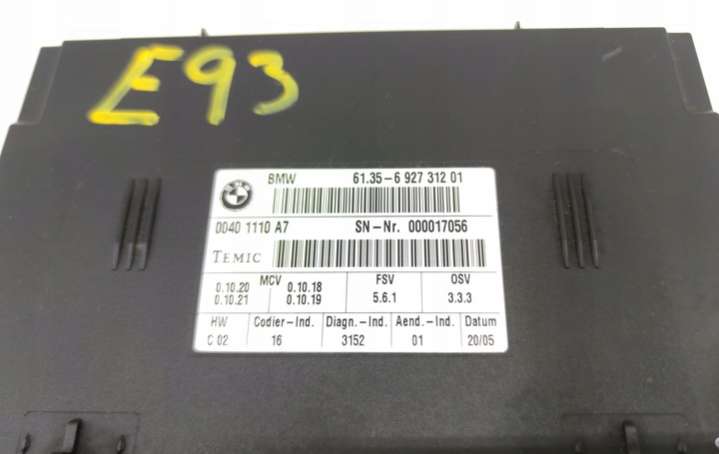 E93
BMW 61.35-6 927 312 01
0040 1110 A7 SN-Nr. 000017056
TEMIC
MCV FSV OSV
0.10.20 0.10.18 5.6.1 3.3.3
0.10.21 0.10.19
HW Codier-Ind. Diagn.-Ind. Aend.-Ind. Datum
C 02 16 3152 01 20/05